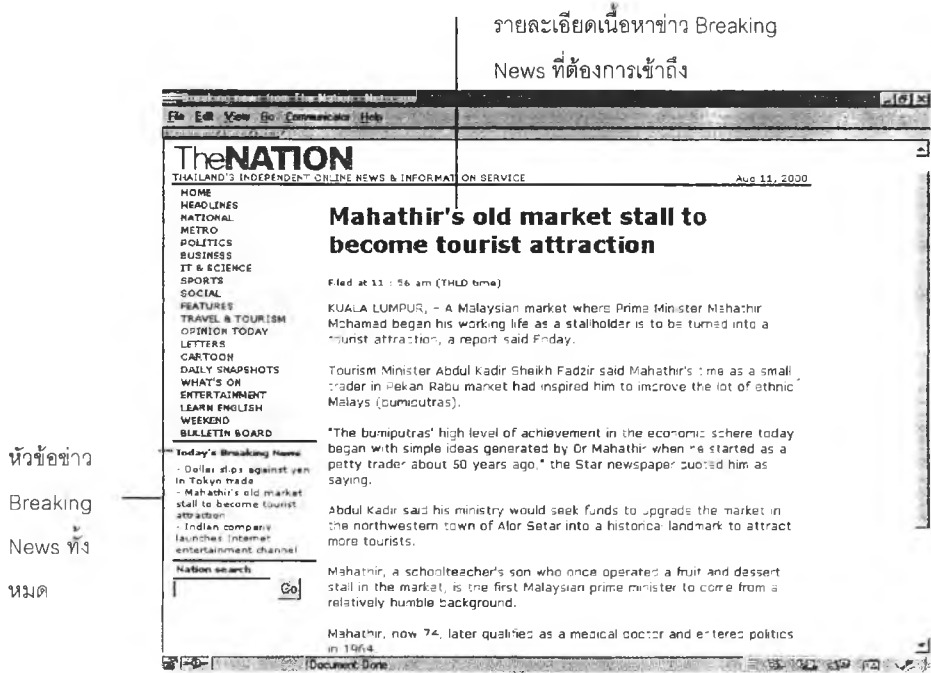 รายละเอียดเนื้อหาข่าว Breaking
News ที่ต้องการเข้าถึง
Breaking news from The Nation - Netscape
File Edit View Go Communicator Help
TheNATION
THAILAND'S INDEPENDENT ONLINE NEWS & INFORMATION SERVICE
Aug 11, 2000
HOME
HEADLINES
NATIONAL
METRO
POLITICS
BUSINESS
IT & SCIENCE
SPORTS
SOCIAL
FEATURES
TRAVEL & TOURISM
OPINION TODAY
LETTERS
CARTOON
DAILY SNAPSHOTS
WHAT'S ON
ENTERTAINMENT
LEARN ENGLISH
WEEKEND
BULLETIN BOARD
Today's Breaking News
- Dollar slips against yen
in Tokyo trade
- Mahathir's old market
stall to become tourist
attraction
- Indian company
launches Internet
entertainment channel
Nation search
Go
Mahathir's old market stall to
become tourist attraction
Filed at 11 : 56 am (THLD time)
KUALA LUMPUR, - A Malaysian market where Prime Minister Mahathir
Mohamad began his working life as a stallholder is to be turned into a
tourist attraction, a report said Friday.
Tourism Minister Abdul Kadir Sheikh Fadzir said Mahathir's time as a small
trader in Pekan Rabu market had inspired him to improve the lot of ethnic
Malays (bumiputras).
"The bumiputras' high level of achievement in the economic sphere today
began with simple ideas generated by Dr Mahathir when he started as a
petty trader about 50 years ago," the Star newspaper quoted him as
saying.
Abdul Kadir said his ministry would seek funds to upgrade the market in
the northwestern town of Alor Setar into a historical landmark to attract
more tourists.
Mahathir, a schoolteacher's son who once operated a fruit and dessert
stall in the market, is the first Malaysian prime minister to come from a
relatively humble background.
Mahathir, now 74, later qualified as a medical doctor and entered politics
in 1964.
Document Done
หัวข้อข่าว
Breaking
News ทั้ง
หมด